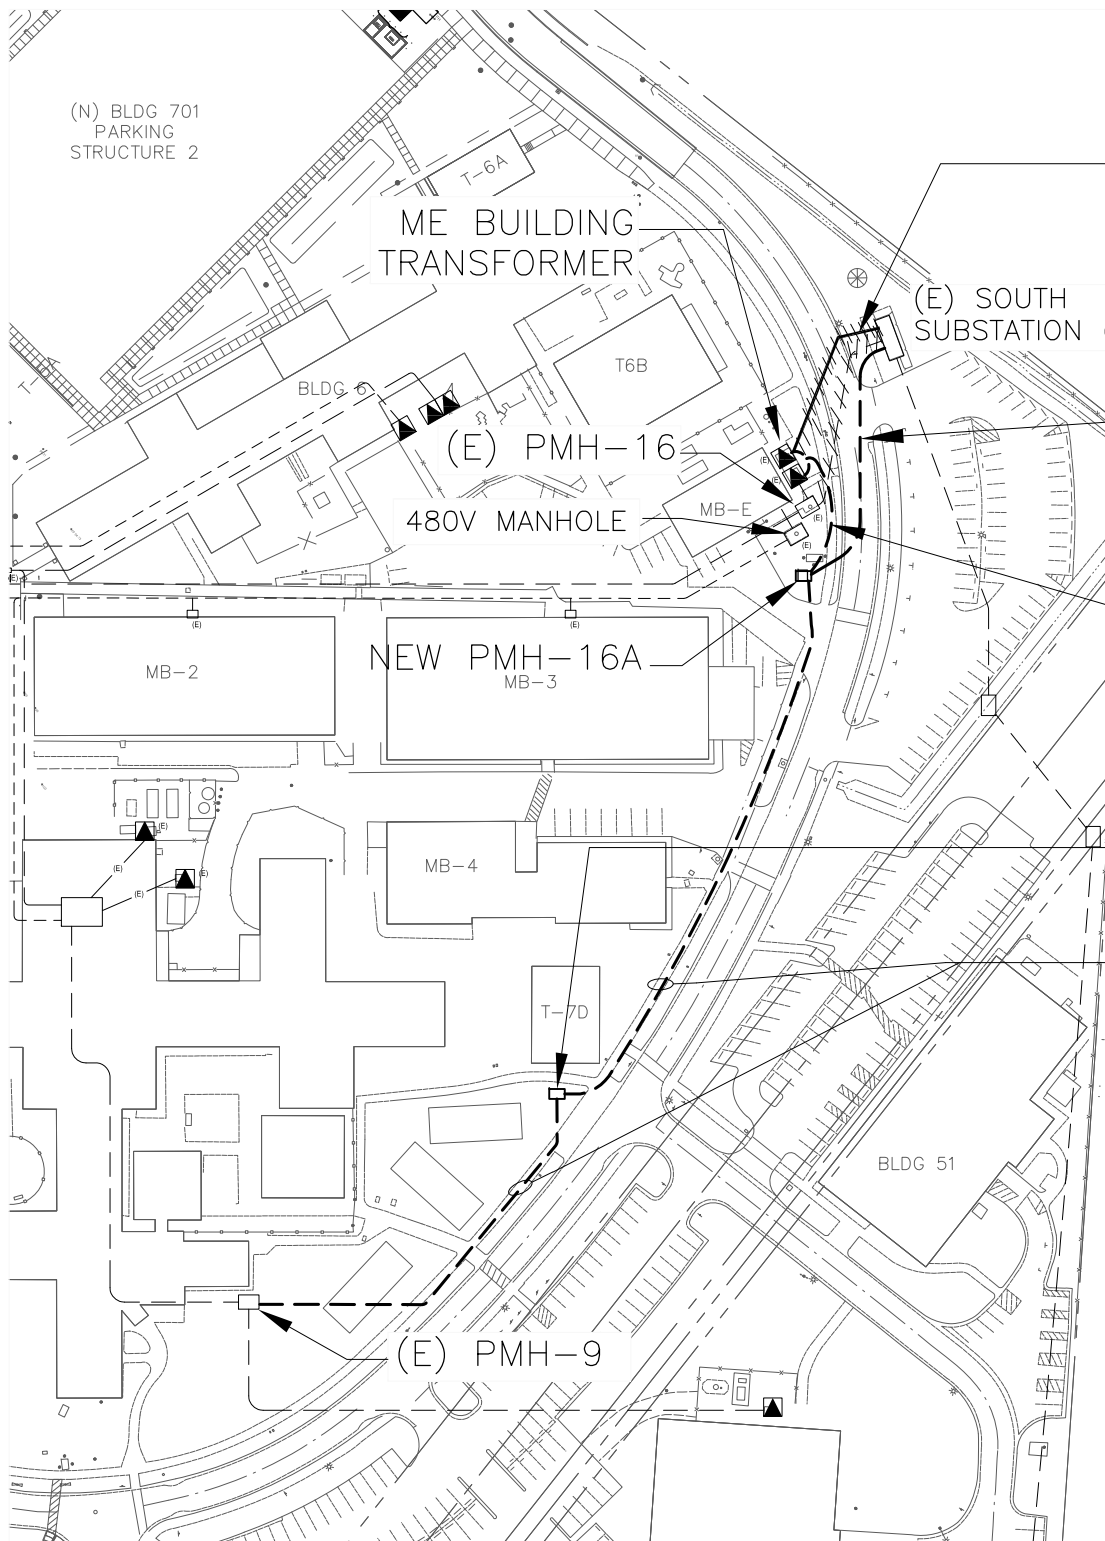 (N) BLDG 701
PARKING
STRUCTURE 2
T-6A
ME BUILDING
TRANSFORMER
(E) SOUTH
SUBSTATION
T6B
BLDG 6
(E) PMH-16
(E)
(E)
MB-E
480V MANHOLE
(E)
(E)
(E)
(E)
(E)
NEW PMH-16A
MB-2
MB-3
(E)
(E)
(E)
(E)
MB-4
T-7D
BLDG 51
(E) PMH-9